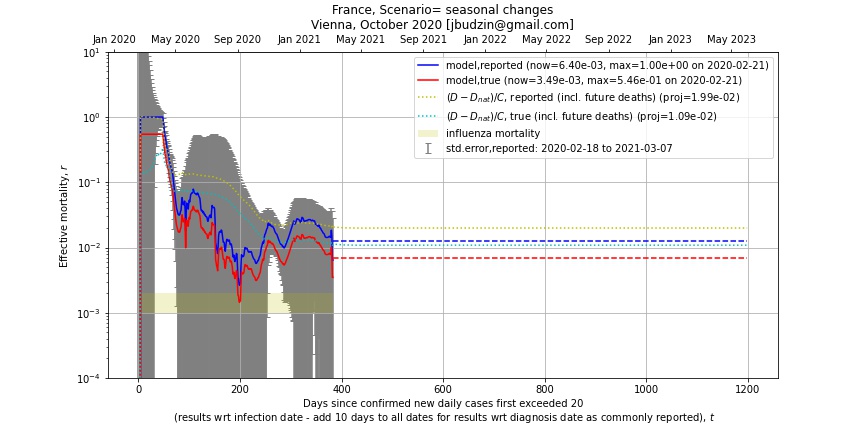 France, Scenario= seasonal changes
Vienna, October 2020 [jbudzin@gmail.com]
Jan 2020 May 2020 Sep 2020 Jan 2021 May 2021 Sep 2021 Jan 2022 May 2022 Sep 2022 Jan 2023 May 2023
model,reported (now=6.40e-03, max=1.00e+00 on 2020-02-21)
model,true (now=3.49e-03, max=5.46e-01 on 2020-02-21)
(D − Dnat)/C, reported (incl. future deaths) (proj=1.99e-02)
(D − Dnat)/C, true (incl. future deaths) (proj=1.09e-02)
influenza mortality
std.error,reported: 2020-02-18 to 2021-03-07
10¹
10⁰
10⁻¹
10⁻²
10⁻³
10⁻⁴
Effective mortality, r
0 200 400 600 800 1000 1200
Days since confirmed new daily cases first exceeded 20
(results wrt infection date - add 10 days to all dates for results wrt diagnosis date as commonly reported), t